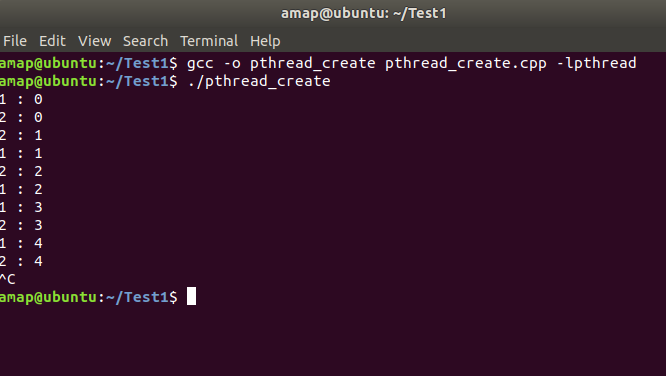 amap@ubuntu: ~/Test1
File Edit View Search Terminal Help
amap@ubuntu:~/Test1$ gcc -o pthread_create pthread_create.cpp -lpthread
amap@ubuntu:~/Test1$ ./pthread_create
1 : 0
2 : 0
2 : 1
1 : 1
2 : 2
1 : 2
1 : 3
2 : 3
1 : 4
2 : 4
^C
amap@ubuntu:~/Test1$